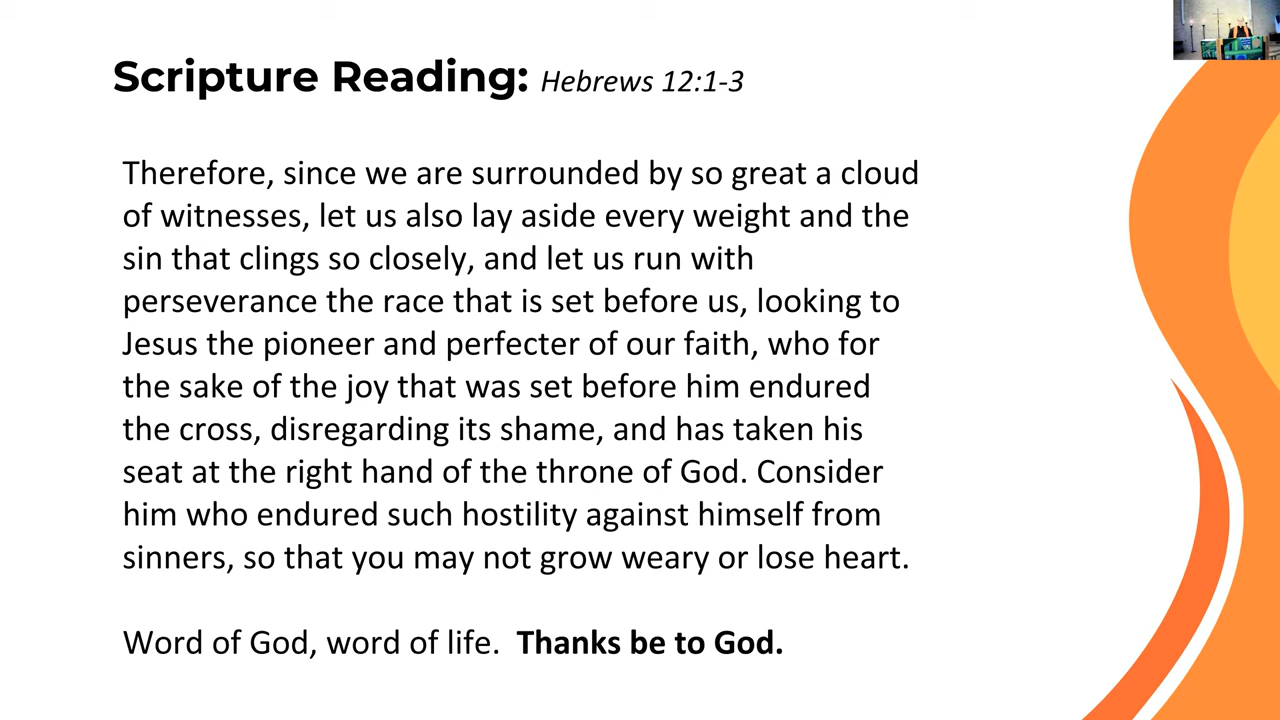 Scripture Reading: Hebrews 12:1-3
Therefore, since we are surrounded by so great a cloud
of witnesses, let us also lay aside every weight and the
sin that clings so closely, and let us run with
perseverance the race that is set before us, looking to
Jesus the pioneer and perfecter of our faith, who for
the sake of the joy that was set before him endured
the cross, disregarding its shame, and has taken his
seat at the right hand of the throne of God. Consider
him who endured such hostility against himself from
sinners, so that you may not grow weary or lose heart.
Word of God, word of life. Thanks be to God.